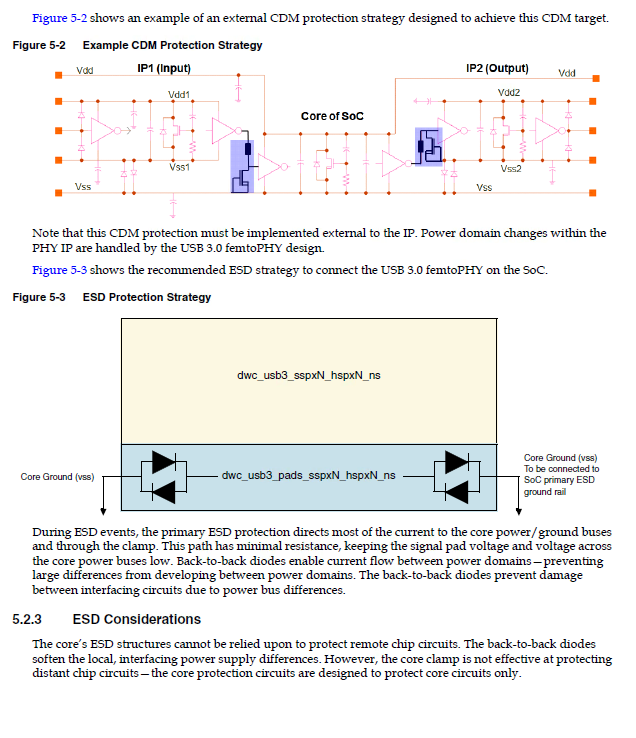 Figure 5-2 shows an example of an external CDM protection strategy designed to achieve this CDM target.
Figure 5-2 Example CDM Protection Strategy
Vdd
IP1 (Input)
IP2 (Output)
Vdd
Vdd1
Vdd2
Core of SoC
Vss1
Vss2
Vss
Vss
Note that this CDM protection must be implemented external to the IP. Power domain changes within the
PHY IP are handled by the USB 3.0 femtoPHY design.
Figure 5-3 shows the recommended ESD strategy to connect the USB 3.0 femtoPHY on the SoC.
Figure 5-3 ESD Protection Strategy
dwc_usb3_sspxN_hspxN_ns
Core Ground (vss)
dwc_usb3_pads_sspxN_hspxN_ns
Core Ground (vss)
To be connected to
SoC primary ESD
ground rail
During ESD events, the primary ESD protection directs most of the current to the core power/ground buses
and through the clamp. This path has minimal resistance, keeping the signal pad voltage and voltage across
the core power buses low. Back-to-back diodes enable current flow between power domains—preventing
large differences from developing between power domains. The back-to-back diodes prevent damage
between interfacing circuits due to power bus differences.
5.2.3 ESD Considerations
The core's ESD structures cannot be relied upon to protect remote chip circuits. The back-to-back diodes
soften the local, interfacing power supply differences. However, the core clamp is not effective at protecting
distant chip circuits—the core protection circuits are designed to protect core circuits only.